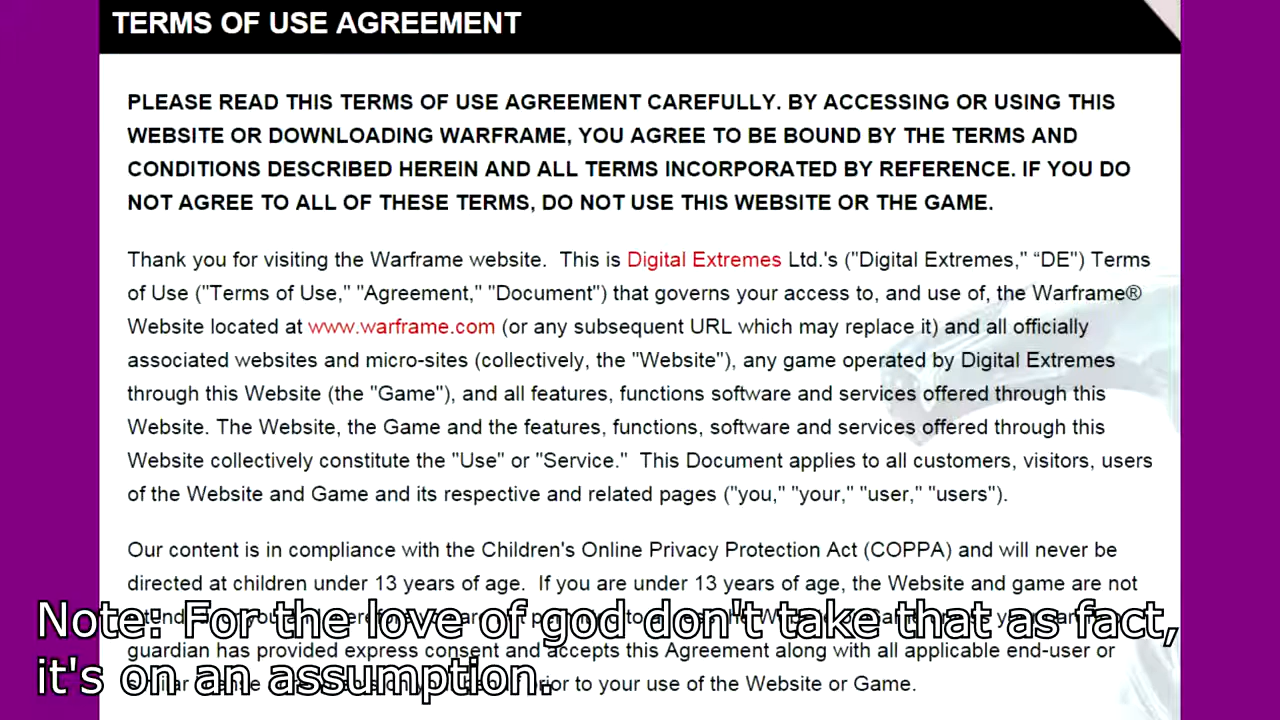 TERMS OF USE AGREEMENT
PLEASE READ THIS TERMS OF USE AGREEMENT CAREFULLY. BY ACCESSING OR USING THIS
WEBSITE OR DOWNLOADING WARFRAME, YOU AGREE TO BE BOUND BY THE TERMS AND
CONDITIONS DESCRIBED HEREIN AND ALL TERMS INCORPORATED BY REFERENCE. IF YOU DO
NOT AGREE TO ALL OF THESE TERMS, DO NOT USE THIS WEBSITE OR THE GAME.
Thank you for visiting the Warframe website.  This is Digital Extremes Ltd.'s ("Digital Extremes," “DE") Terms
of Use ("Terms of Use," "Agreement," "Document") that governs your access to, and use of, the Warframe®
Website located at www.warframe.com (or any subsequent URL which may replace it) and all officially
associated websites and micro-sites (collectively, the "Website"), any game operated by Digital Extremes
through this Website (the "Game"), and all features, functions software and services offered through this
Website. The Website, the Game and the features, functions, software and services offered through this
Website collectively constitute the "Use" or "Service."  This Document applies to all customers, visitors, users
of the Website and Game and its respective and related pages ("you," "your," "user," "users").
Our content is in compliance with the Children's Online Privacy Protection Act (COPPA) and will never be
directed at children under 13 years of age.  If you are under 13 years of age, the Website and game are not
Note: For the love of god don't take that as fact,
guardian has provided express consent and accepts this Agreement along with all applicable end-user or
it's on an assumption.
prior to your use of the Website or Game.